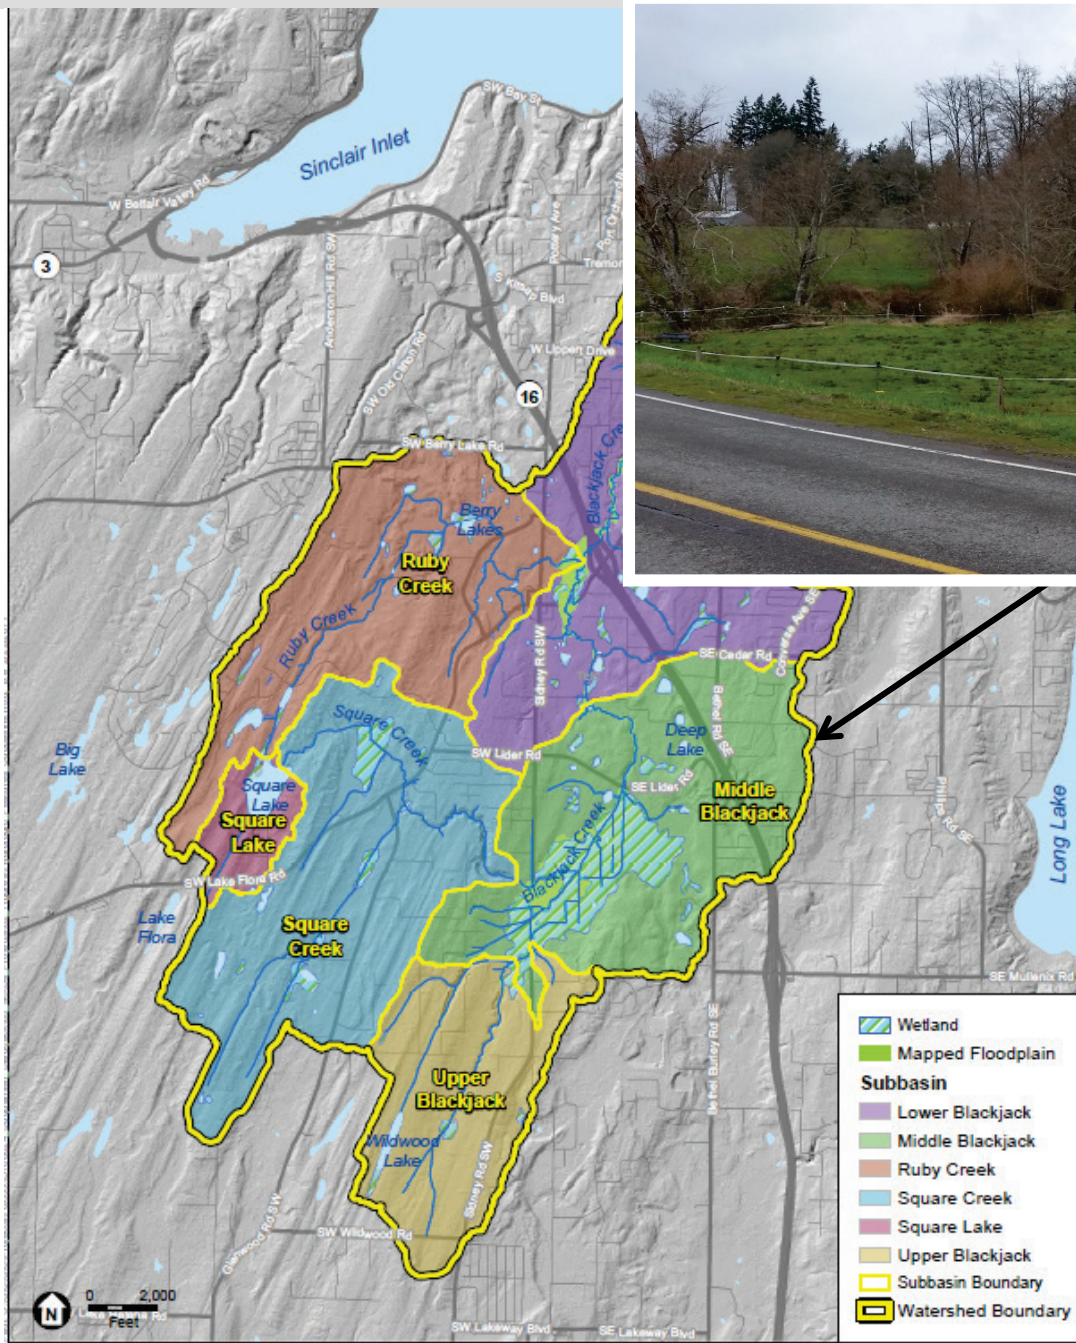 SW Bay St
Sinclair Inlet
W Belfair Valley Rd
3
Anderson Hill Rd SW
Pottery Ave
Port Orchard Blvd
Tremont
S Kitsap Blvd
W Lippert Drive
SW Old Clifton Rd
16
SW Berry Lake Rd
Blackjack Cre
Berry
Lakes
Ruby
Creek
Ruby Creek
Sidney Rd SW
SE Cedar Rd
Converse Ave SE
Bethel Rd SE
Square Creek
SW Lider Rd
Deep
Lake
SE Lider Rd
Middle
Blackjack
Big
Lake
Square
Lake
Square
Lake
SW Lake Flora Rd
Lake
Flora
Square
Creek
Blackjack Creek
Phillips Rd SE
Long Lake
SE Mullenix Rd
Bethel Burley Rd SE
Upper
Blackjack
Wildwood
Lake
Sidney Rd SW
Glenwood Rd SW
SW Wildwood Rd
SW Lakeway Blvd
SE Lakeway Blvd
N
0 2,000
Feet
Wetland
Mapped Floodplain
Subbasin
Lower Blackjack
Middle Blackjack
Ruby Creek
Square Creek
Square Lake
Upper Blackjack
Subbasin Boundary
Watershed Boundary